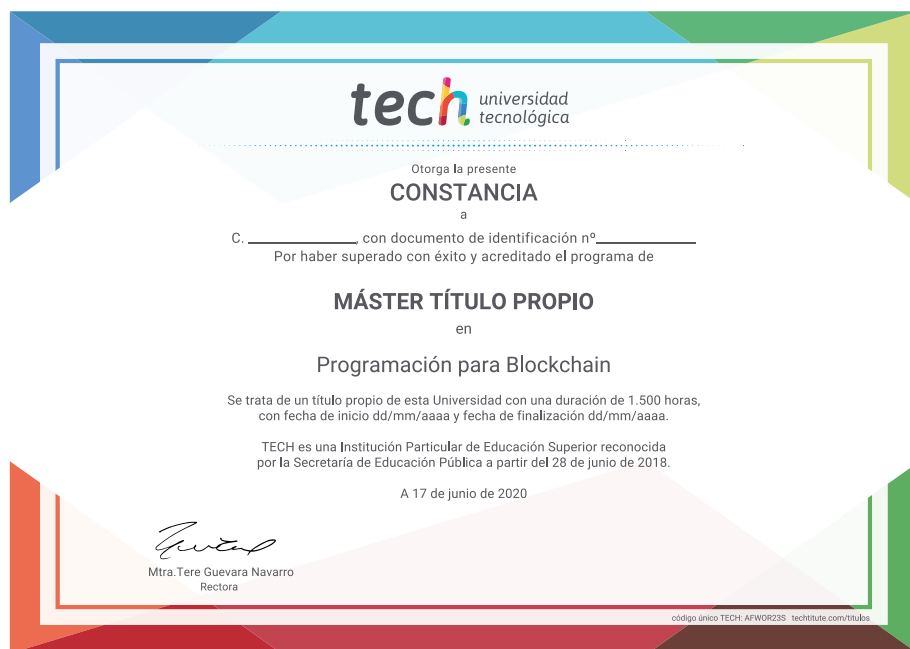 tech universidad
tecnológica
Otorga la presente
CONSTANCIA
a
C. ____________, con documento de identificación nº____________
Por haber superado con éxito y acreditado el programa de
MÁSTER TÍTULO PROPIO
en
Programación para Blockchain
Se trata de un título propio de esta Universidad con una duración de 1.500 horas,
con fecha de inicio dd/mm/aaaa y fecha de finalización dd/mm/aaaa.
TECH es una Institución Particular de Educación Superior reconocida
por la Secretaría de Educación Pública a partir del 28 de junio de 2018.
A 17 de junio de 2020
Mtra.Tere Guevara Navarro
Rectora
código único TECH: AFWOR23S techtitute.com/titulos